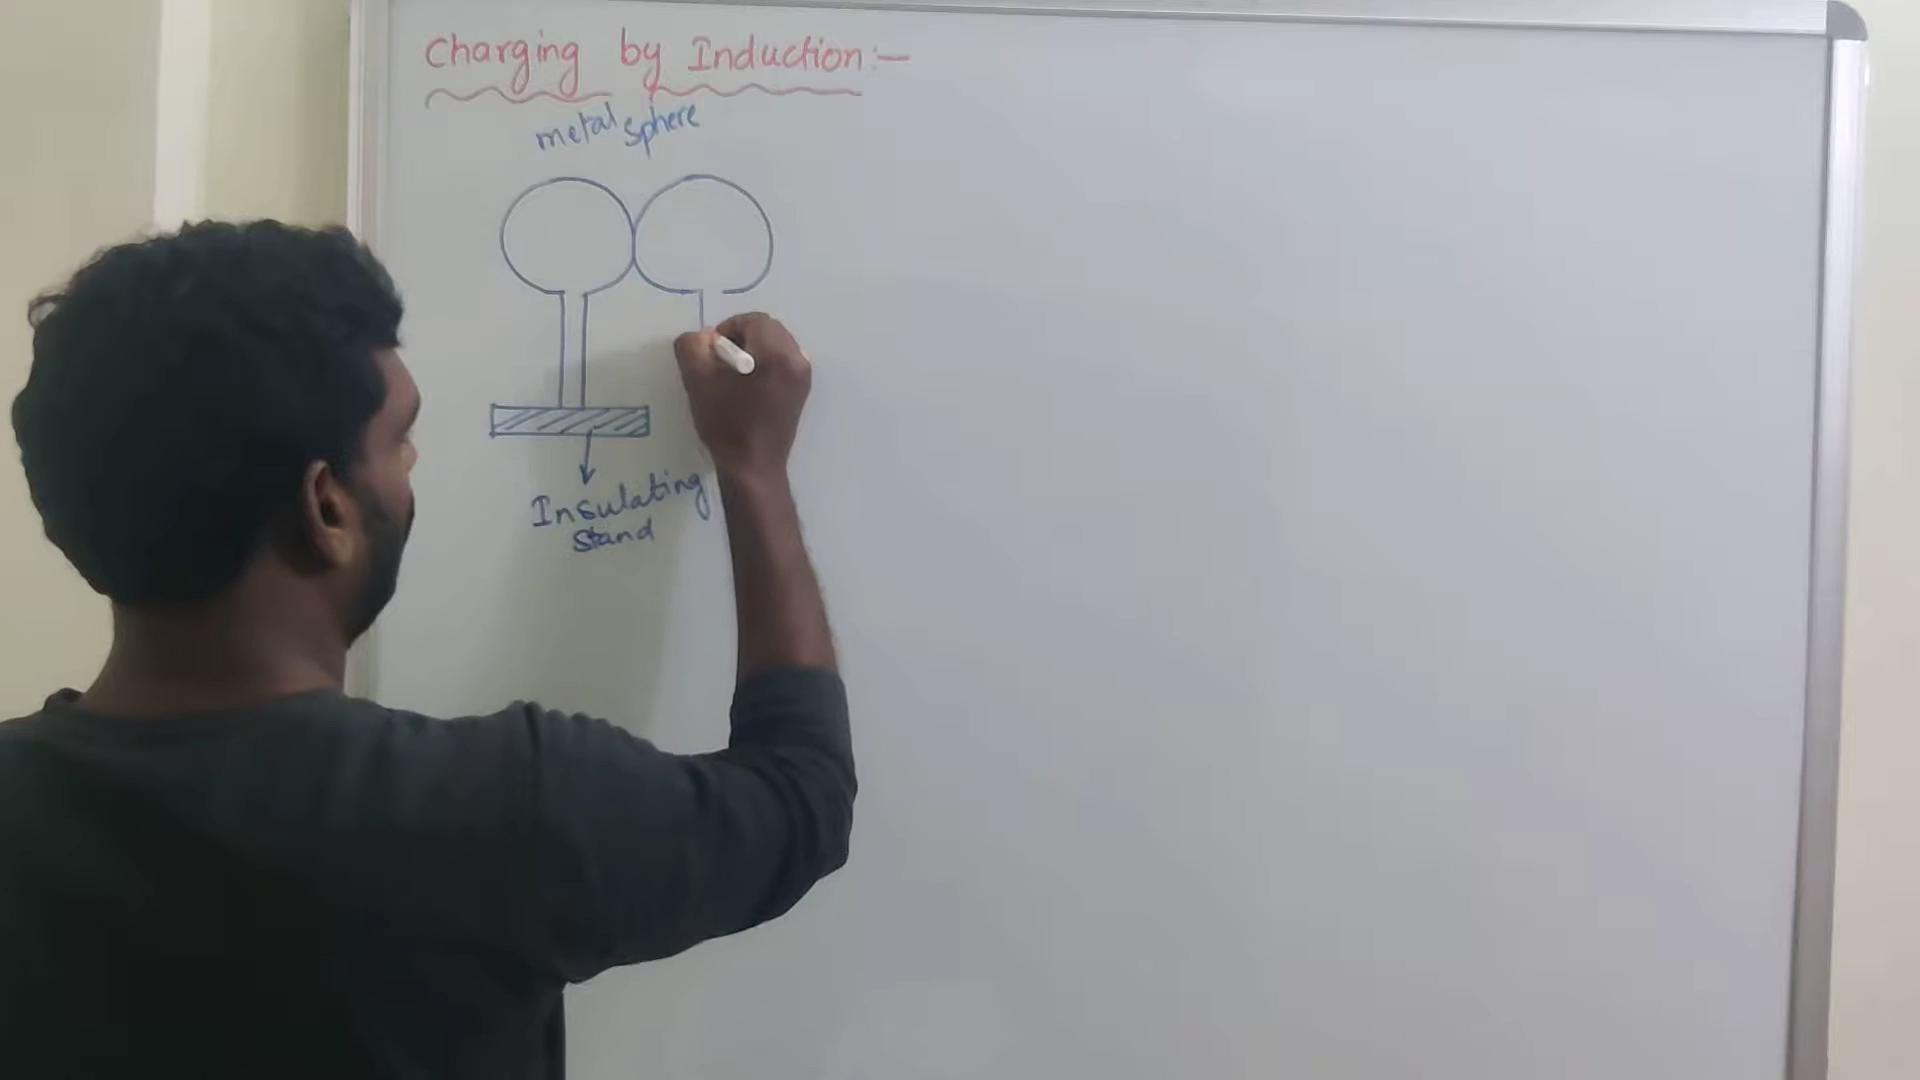 Charging by Induction:-
metal sphere
Insulating
Stand